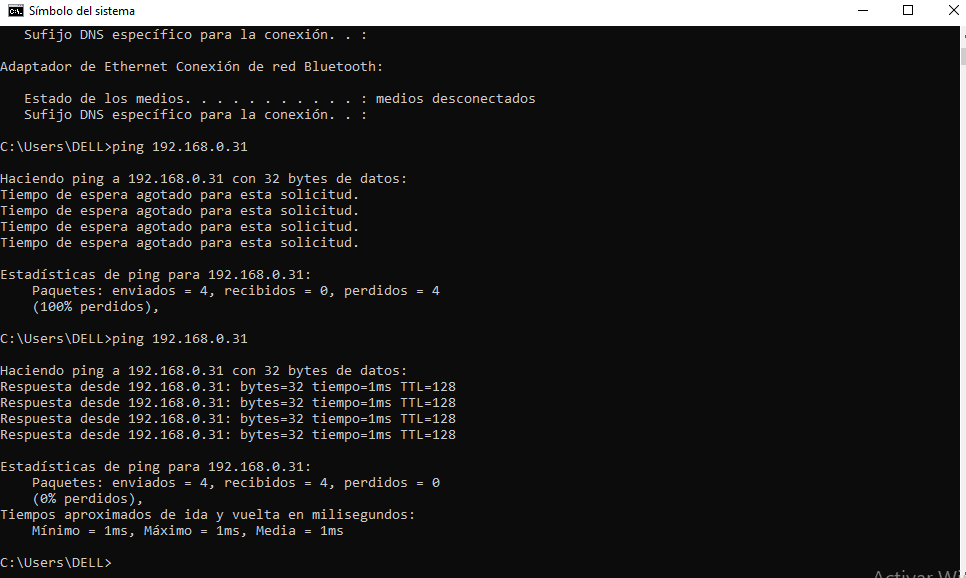 Símbolo del sistema
Sufijo DNS específico para la conexión. . :
Adaptador de Ethernet Conexión de red Bluetooth:
Estado de los medios. . . . . . . . . . . : medios desconectados
Sufijo DNS específico para la conexión. . :
C:\Users\DELL>ping 192.168.0.31
Haciendo ping a 192.168.0.31 con 32 bytes de datos:
Tiempo de espera agotado para esta solicitud.
Tiempo de espera agotado para esta solicitud.
Tiempo de espera agotado para esta solicitud.
Tiempo de espera agotado para esta solicitud.
Estadísticas de ping para 192.168.0.31:
Paquetes: enviados = 4, recibidos = 0, perdidos = 4
(100% perdidos),
C:\Users\DELL>ping 192.168.0.31
Haciendo ping a 192.168.0.31 con 32 bytes de datos:
Respuesta desde 192.168.0.31: bytes=32 tiempo=1ms TTL=128
Respuesta desde 192.168.0.31: bytes=32 tiempo=1ms TTL=128
Respuesta desde 192.168.0.31: bytes=32 tiempo=1ms TTL=128
Respuesta desde 192.168.0.31: bytes=32 tiempo=1ms TTL=128
Estadísticas de ping para 192.168.0.31:
Paquetes: enviados = 4, recibidos = 4, perdidos = 0
(0% perdidos),
Tiempos aproximados de ida y vuelta en milisegundos:
Mínimo = 1ms, Máximo = 1ms, Media = 1ms
C:\Users\DELL>
Activar Wi